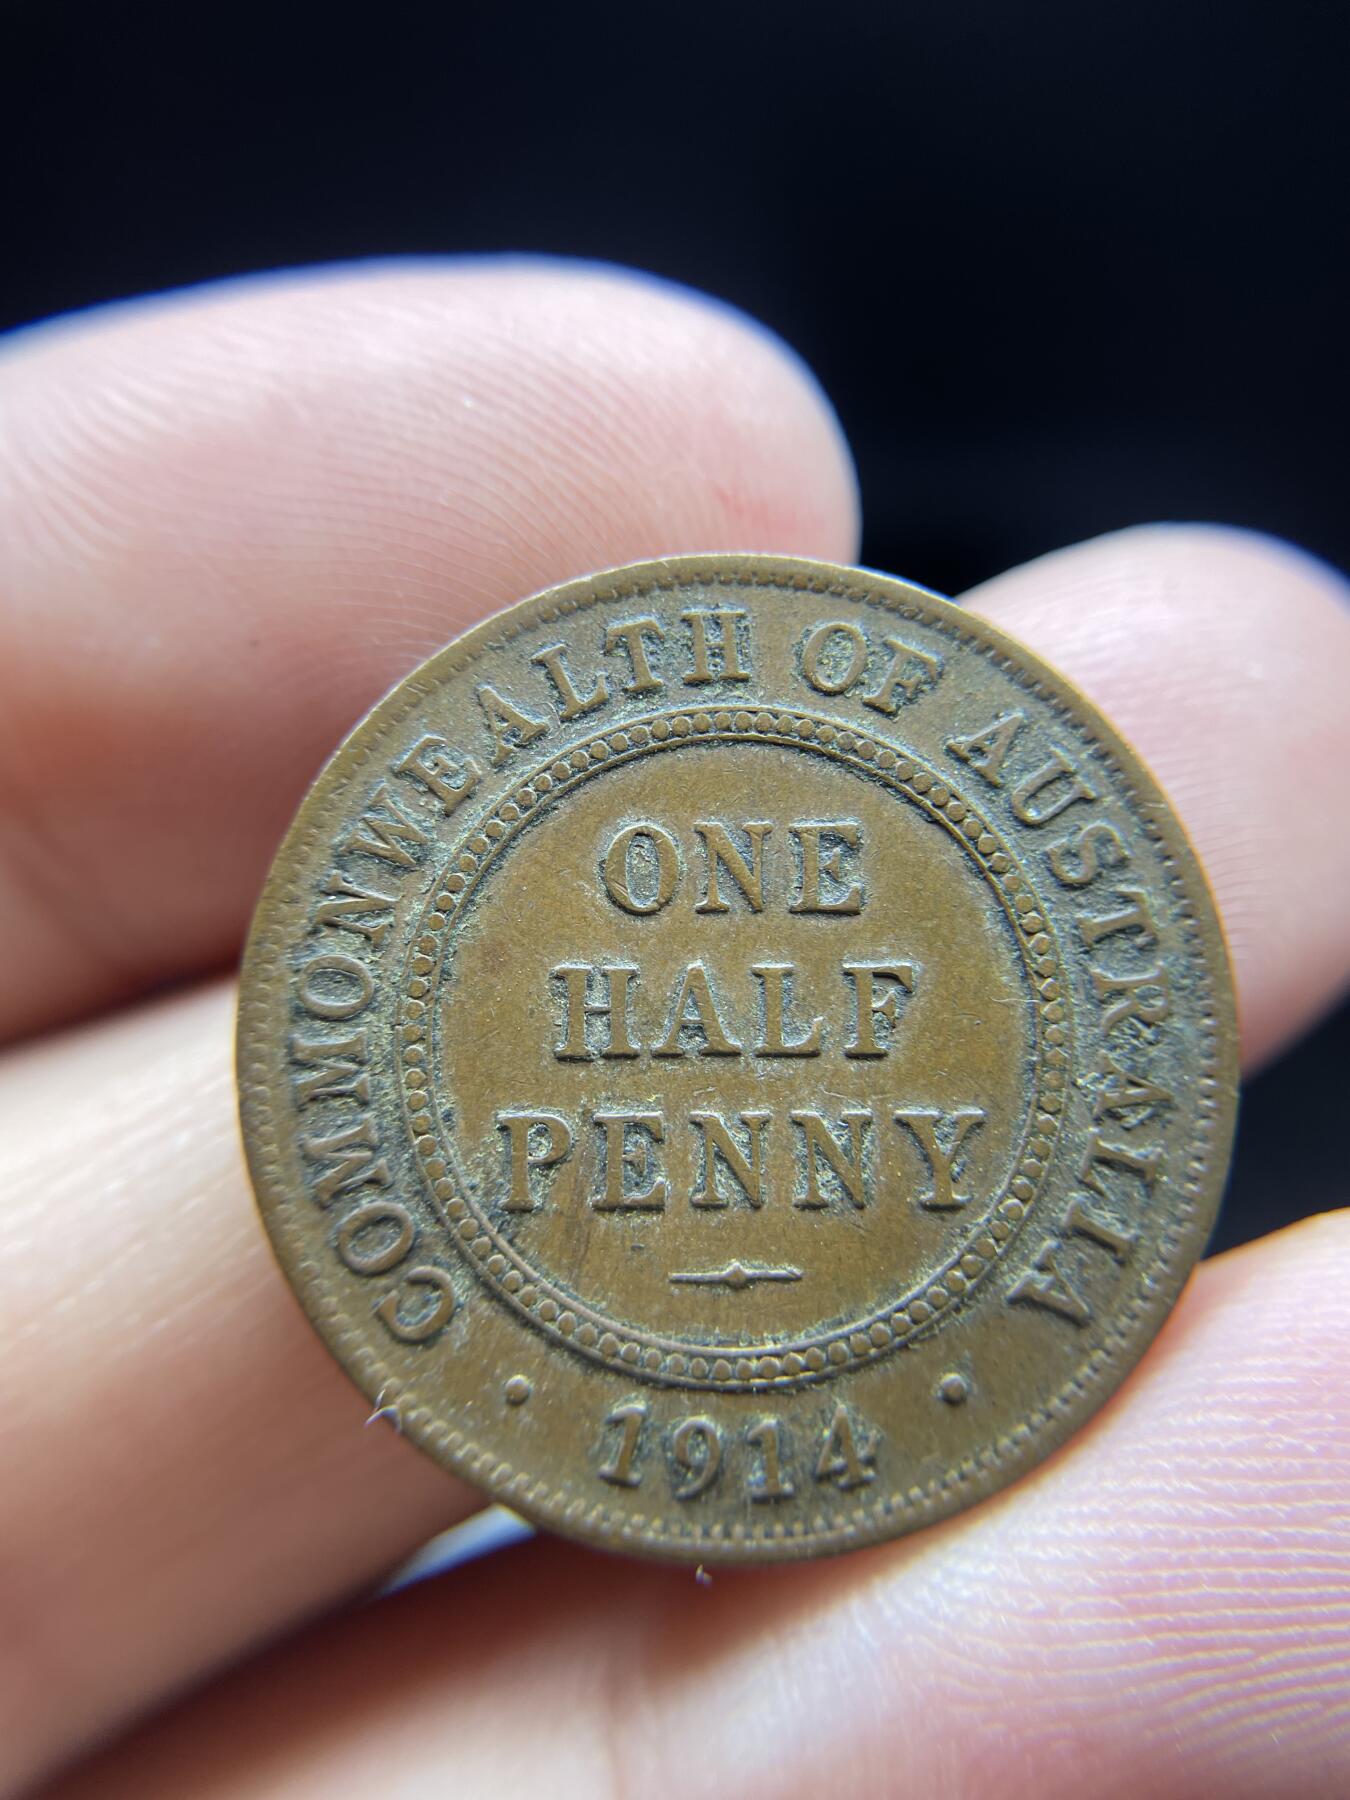 COMMONWEALTH OF AUSTRALIA
ONE
HALF
PENNY
· 1914 ·